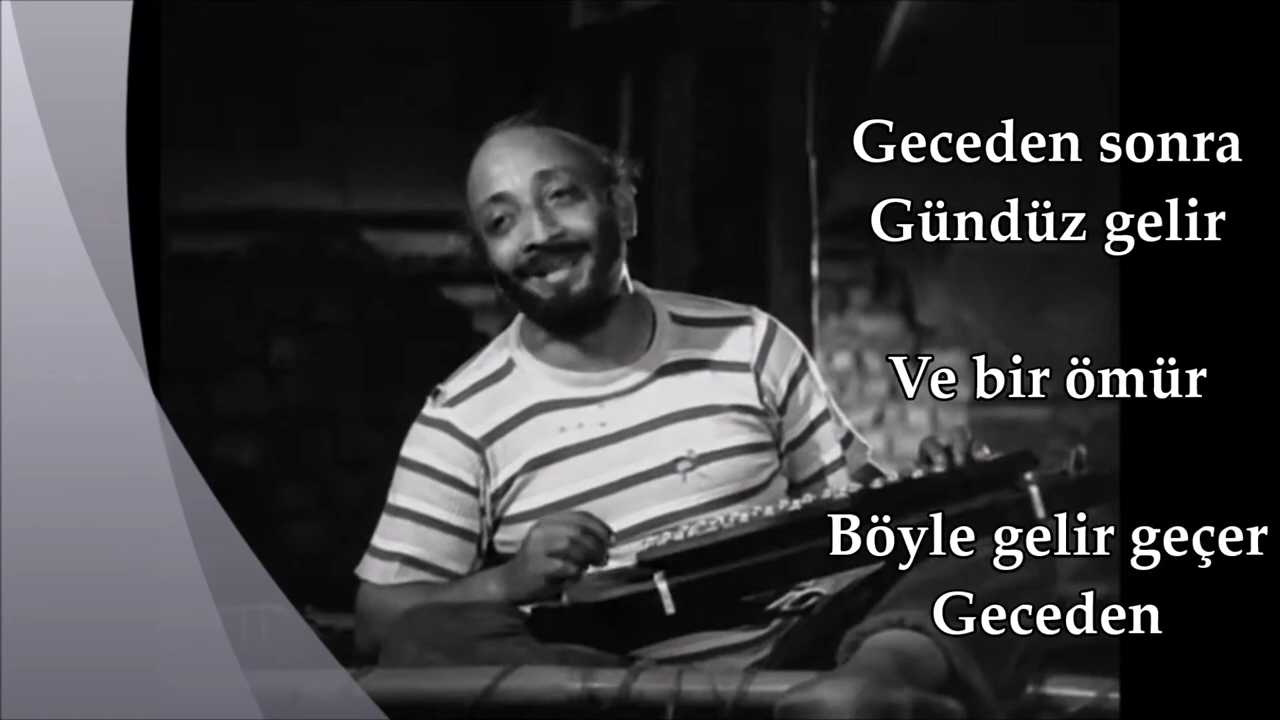 Geceden sonra
Gündüz gelir
Ve bir ömür
Böyle gelir geçer
Geceden